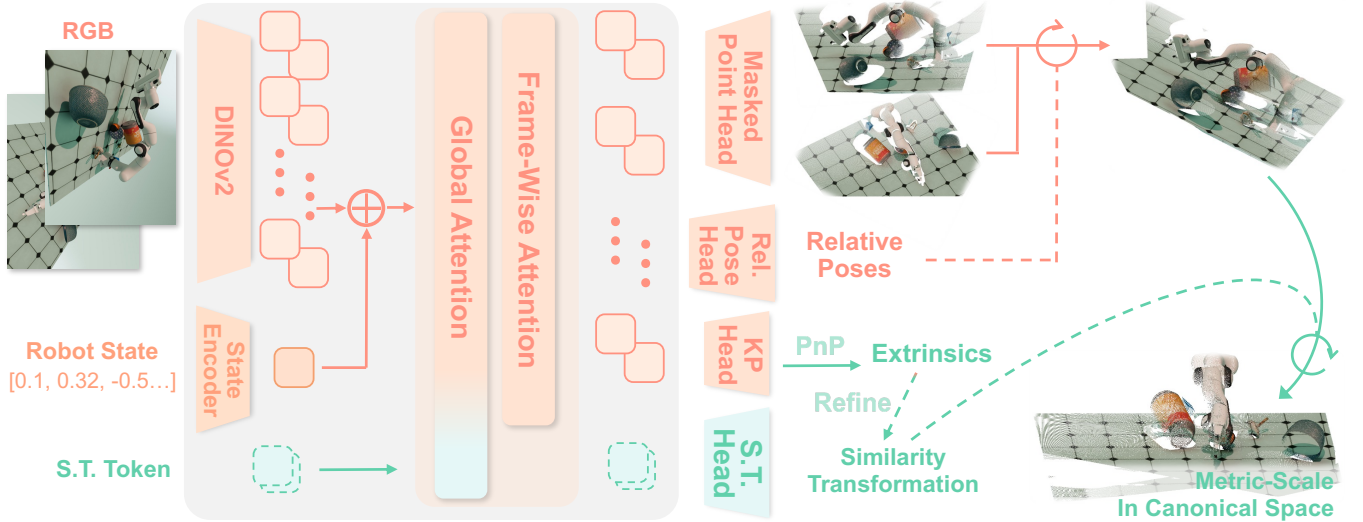 RGB
DINOv2
Robot State
[0.1, 0.32, -0.5...]
State
Encoder
S.T. Token
Global Attention
Frame-Wise Attention
Masked
Point Head
Rel.
Pose
Head
KP
Head
S.T.
Head
Relative
Poses
PnP
Extrinsics
Refine
Similarity
Transformation
Metric-Scale
In Canonical Space